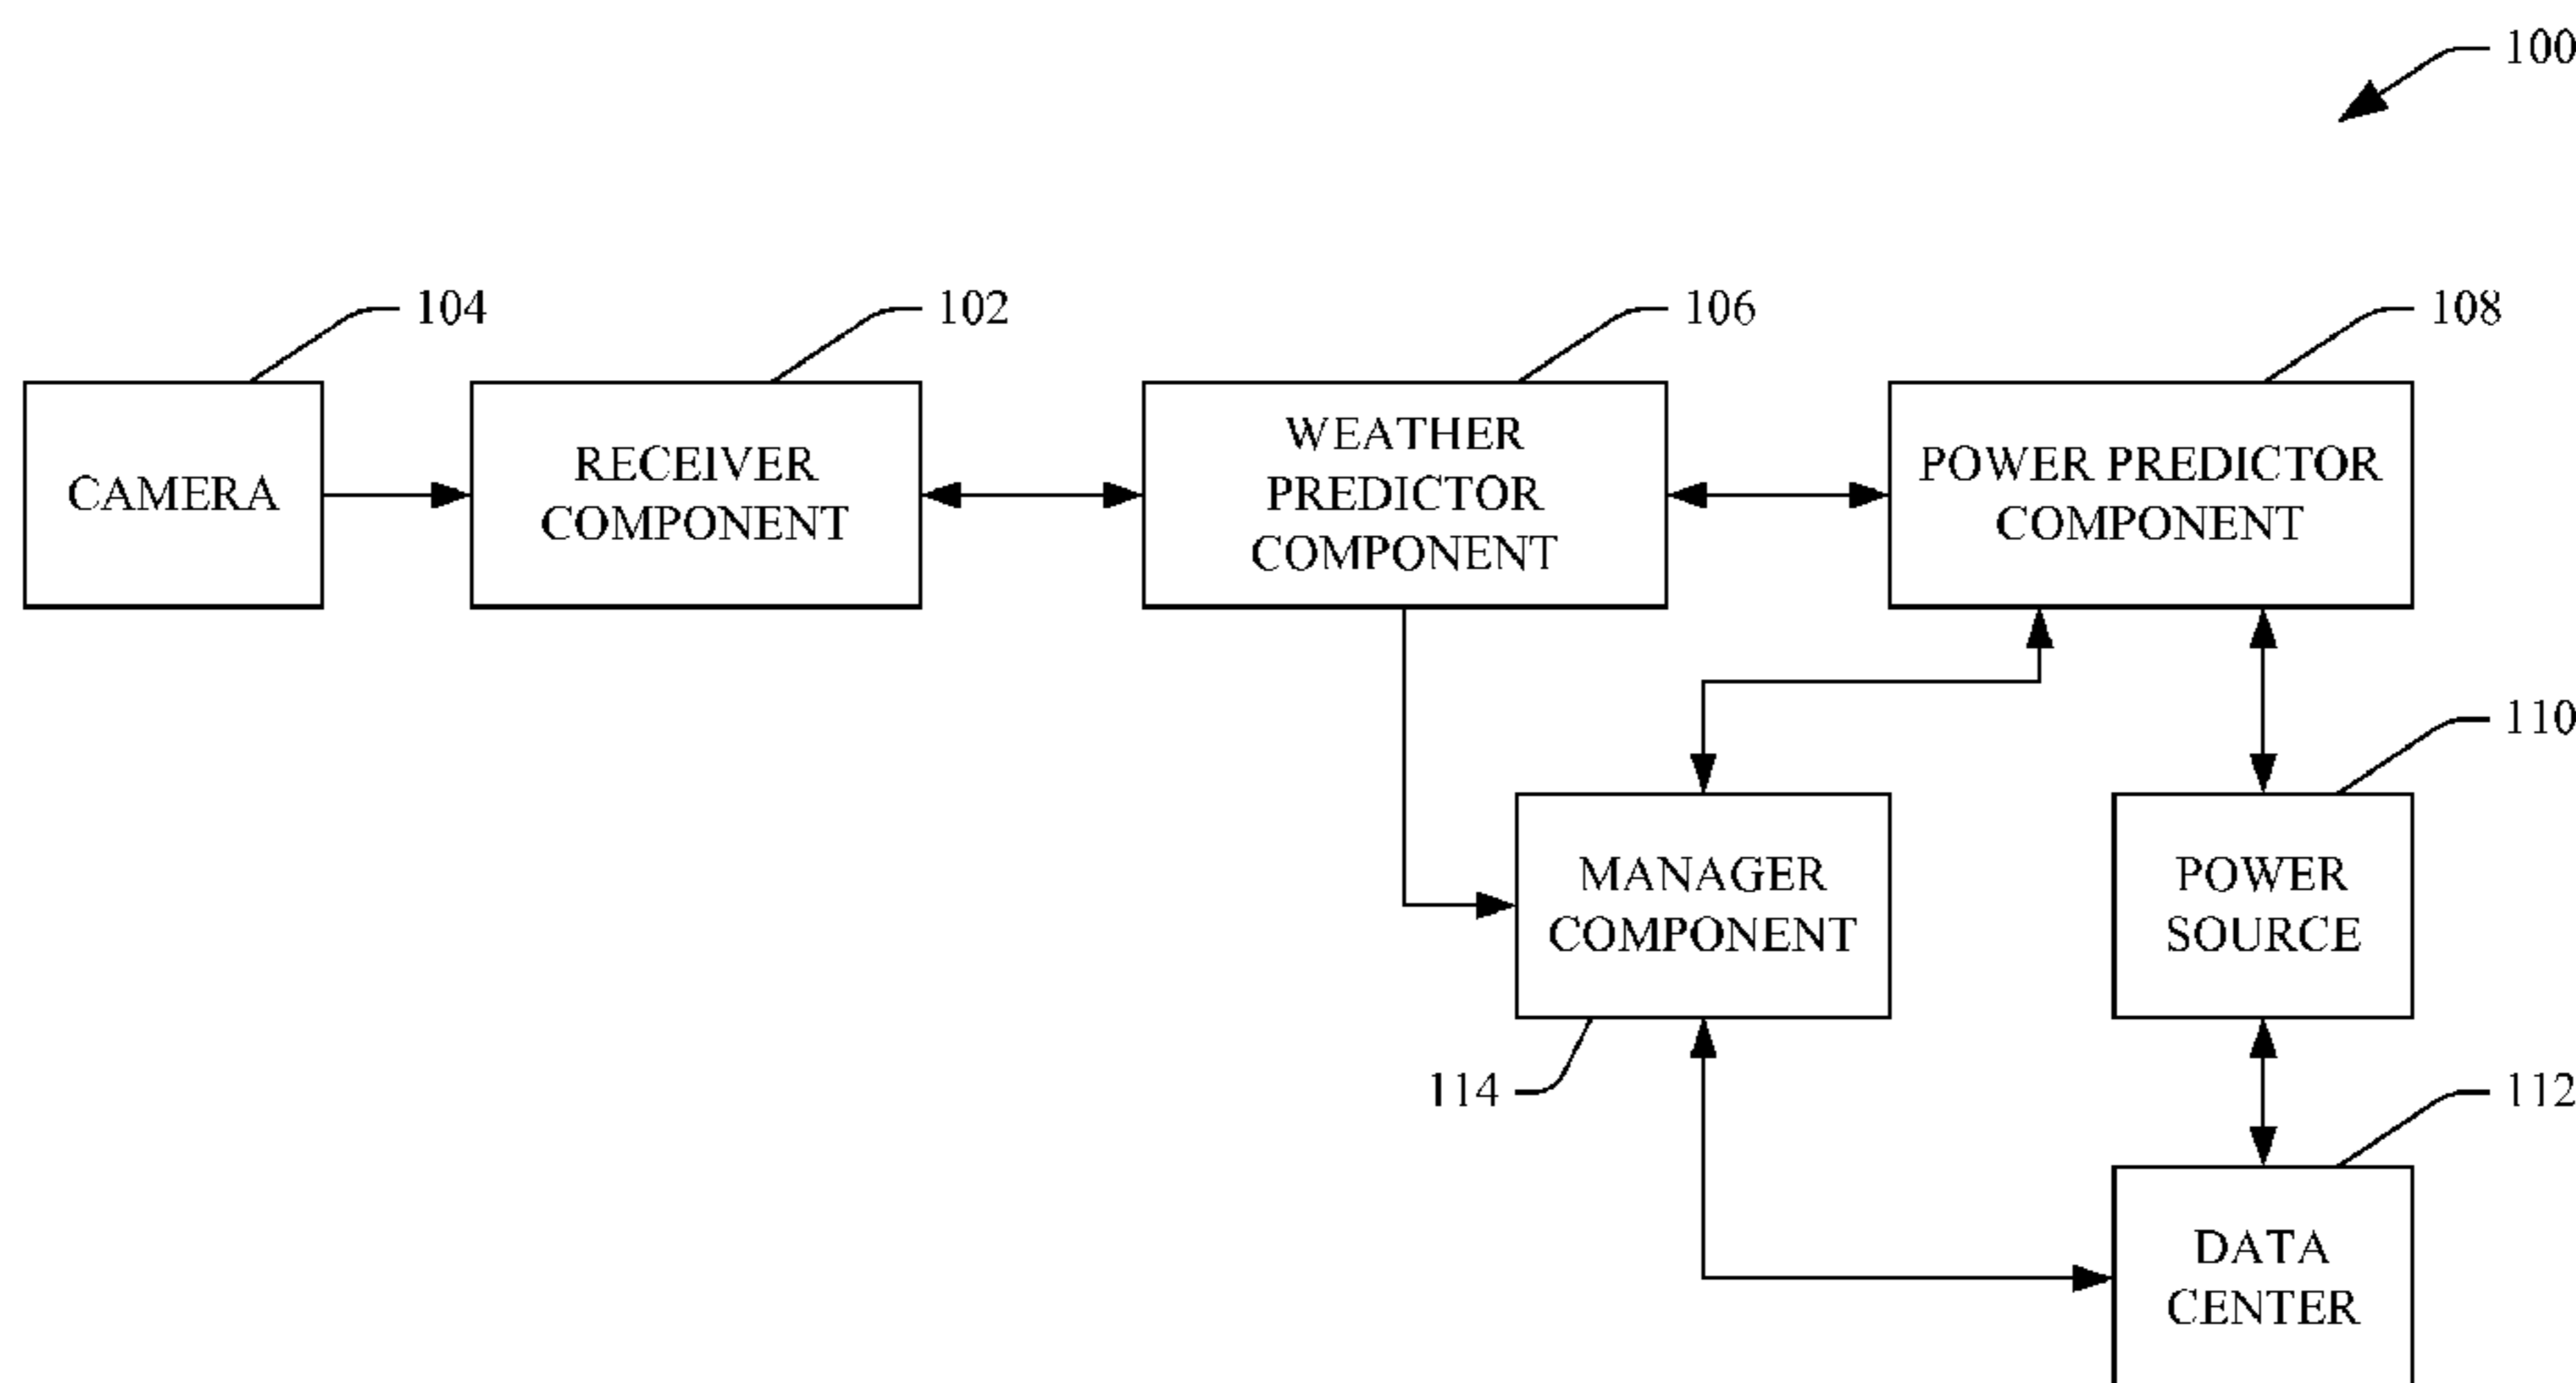 100
104
102
106
108
CAMERA
RECEIVER
COMPONENT
WEATHER
PREDICTOR
COMPONENT
POWER PREDICTOR
COMPONENT
110
MANAGER
COMPONENT
POWER
SOURCE
114
112
DATA
CENTER